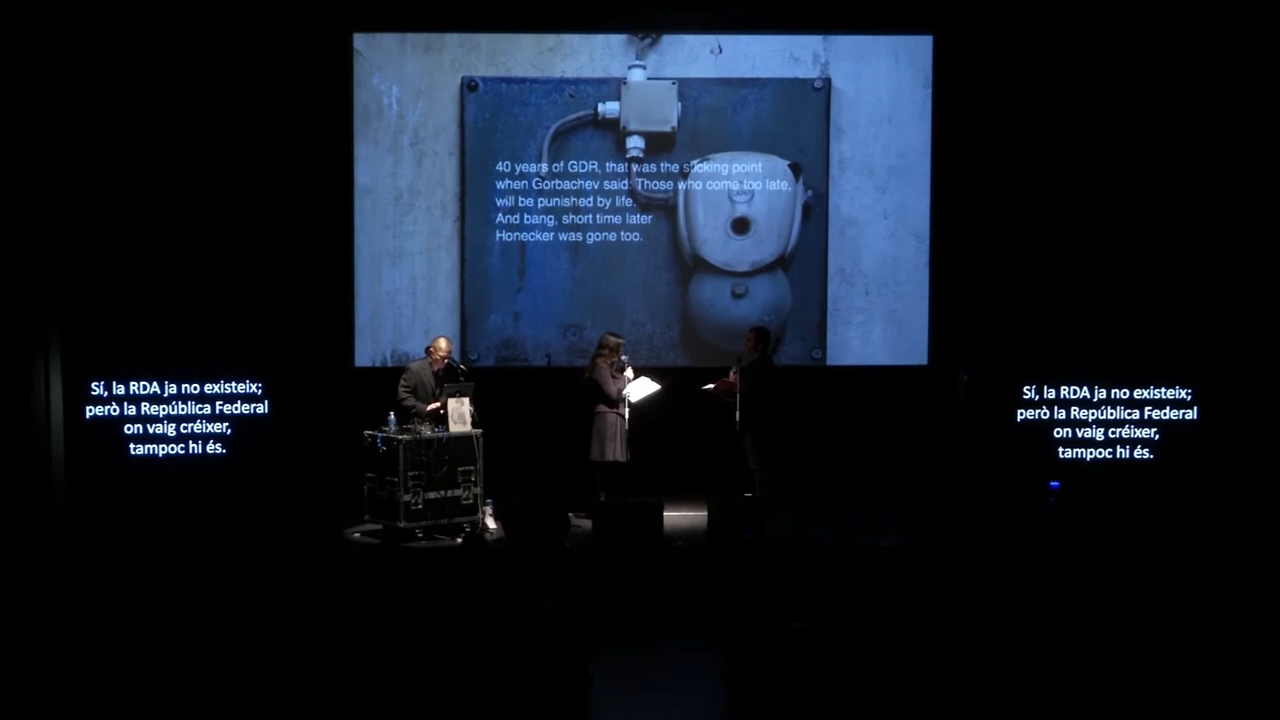 40 years of GDR, that was the sticking point
when Gorbachev said: Those who come too late,
will be punished by life.
And bang, short time later
Honecker was gone too.
Sí, la RDA ja no existeix;
però la República Federal
on vaig créixer,
tampoc hi és.
Sí, la RDA ja no existeix;
però la República Federal
on vaig créixer,
tampoc hi és.